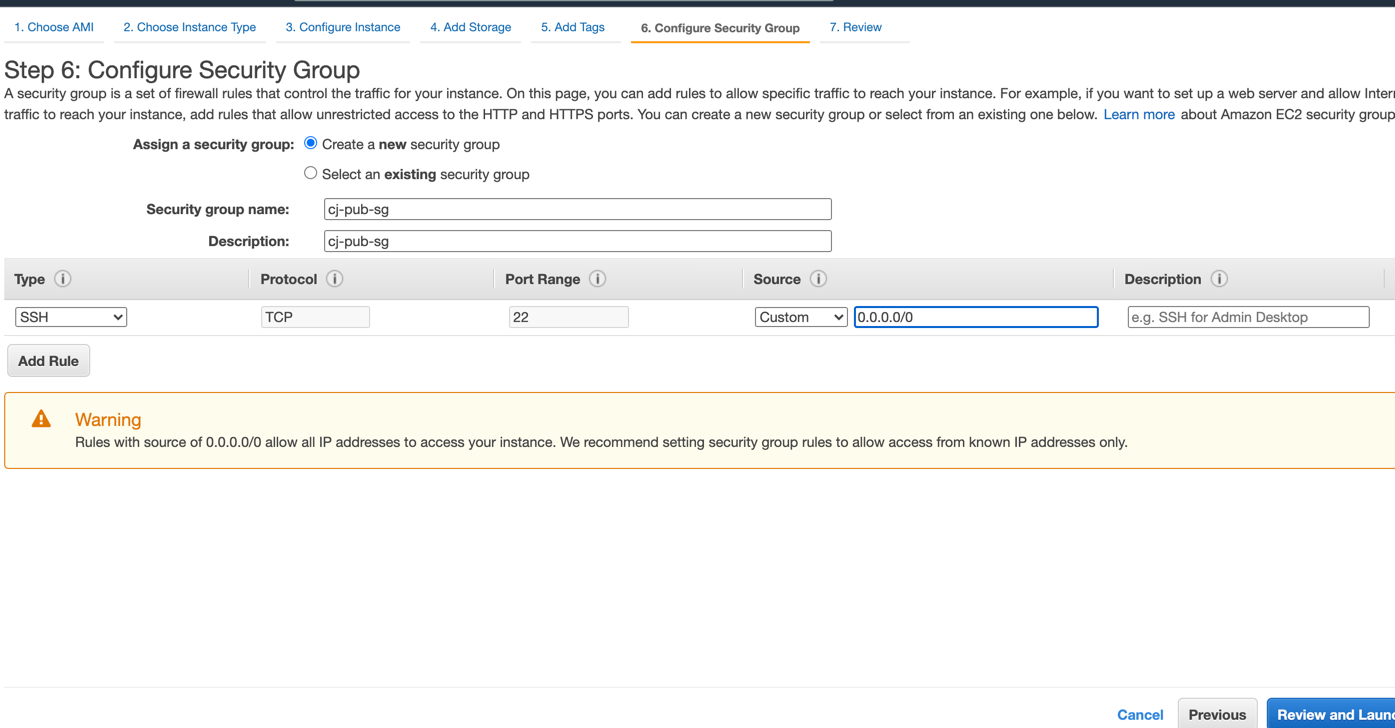 1. Choose AMI 2. Choose Instance Type 3. Configure Instance 4. Add Storage 5. Add Tags 6. Configure Security Group 7. Review
Step 6: Configure Security Group
A security group is a set of firewall rules that control the traffic for your instance. On this page, you can add rules to allow specific traffic to reach your instance. For example, if you want to set up a web server and allow Inter
traffic to reach your instance, add rules that allow unrestricted access to the HTTP and HTTPS ports. You can create a new security group or select from an existing one below. Learn more about Amazon EC2 security group
Assign a security group: Create a new security group
Select an existing security group
Security group name: cj-pub-sg
Description: cj-pub-sg
Type i Protocol i Port Range i Source i Description i
SSH TCP 22 Custom 0.0.0.0/0 e.g. SSH for Admin Desktop
Add Rule
Warning
Rules with source of 0.0.0.0/0 allow all IP addresses to access your instance. We recommend setting security group rules to allow access from known IP addresses only.
Cancel Previous Review and Laun